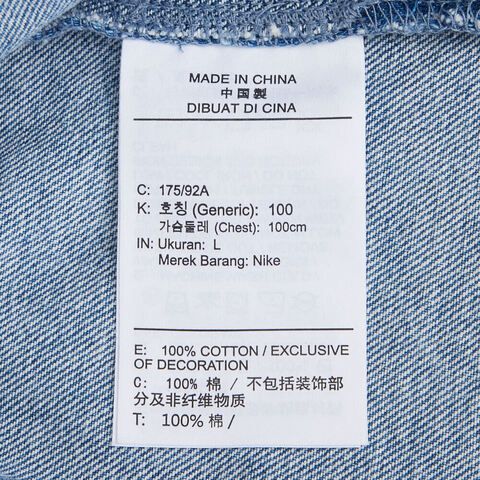 MADE IN CHINA
中国製
DIBUAT DI CINA
C: 175/92A
K: 호칭 (Generic): 100
가슴둘레 (Chest): 100cm
IN: Ukuran: L
Merek Barang: Nike
E: 100% COTTON / EXCLUSIVE
OF DECORATION
C: 100% 棉 / 不包括装饰部
分及非纤维物质
T: 100% 棉 /